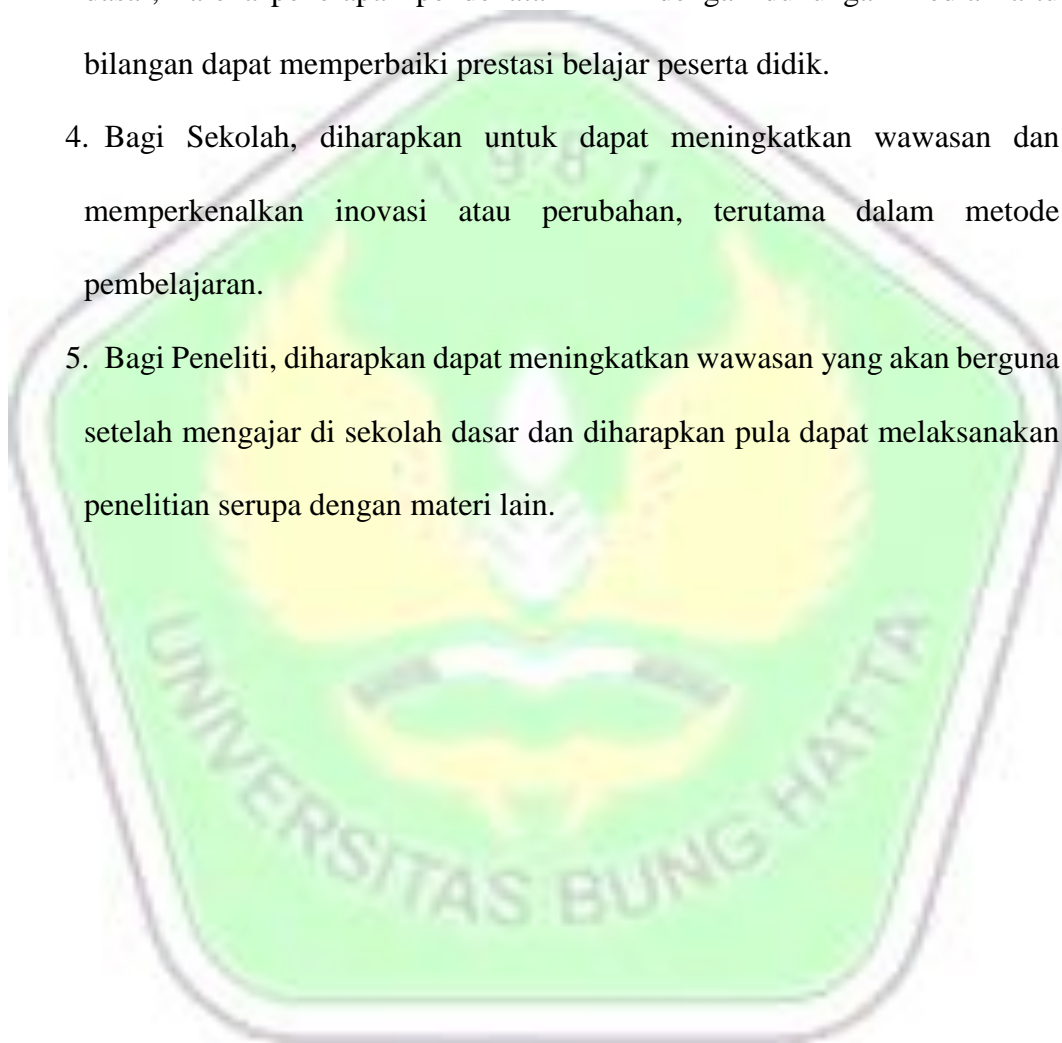 bilangan dapat memperbaiki prestasi belajar peserta didik.
4. Bagi Sekolah, diharapkan untuk dapat meningkatkan wawasan dan
memperkenalkan inovasi atau perubahan, terutama dalam metode
pembelajaran.
5. Bagi Peneliti, diharapkan dapat meningkatkan wawasan yang akan berguna
setelah mengajar di sekolah dasar dan diharapkan pula dapat melaksanakan
penelitian serupa dengan materi lain.
1981
UNIVERSITAS BUNG HATTA